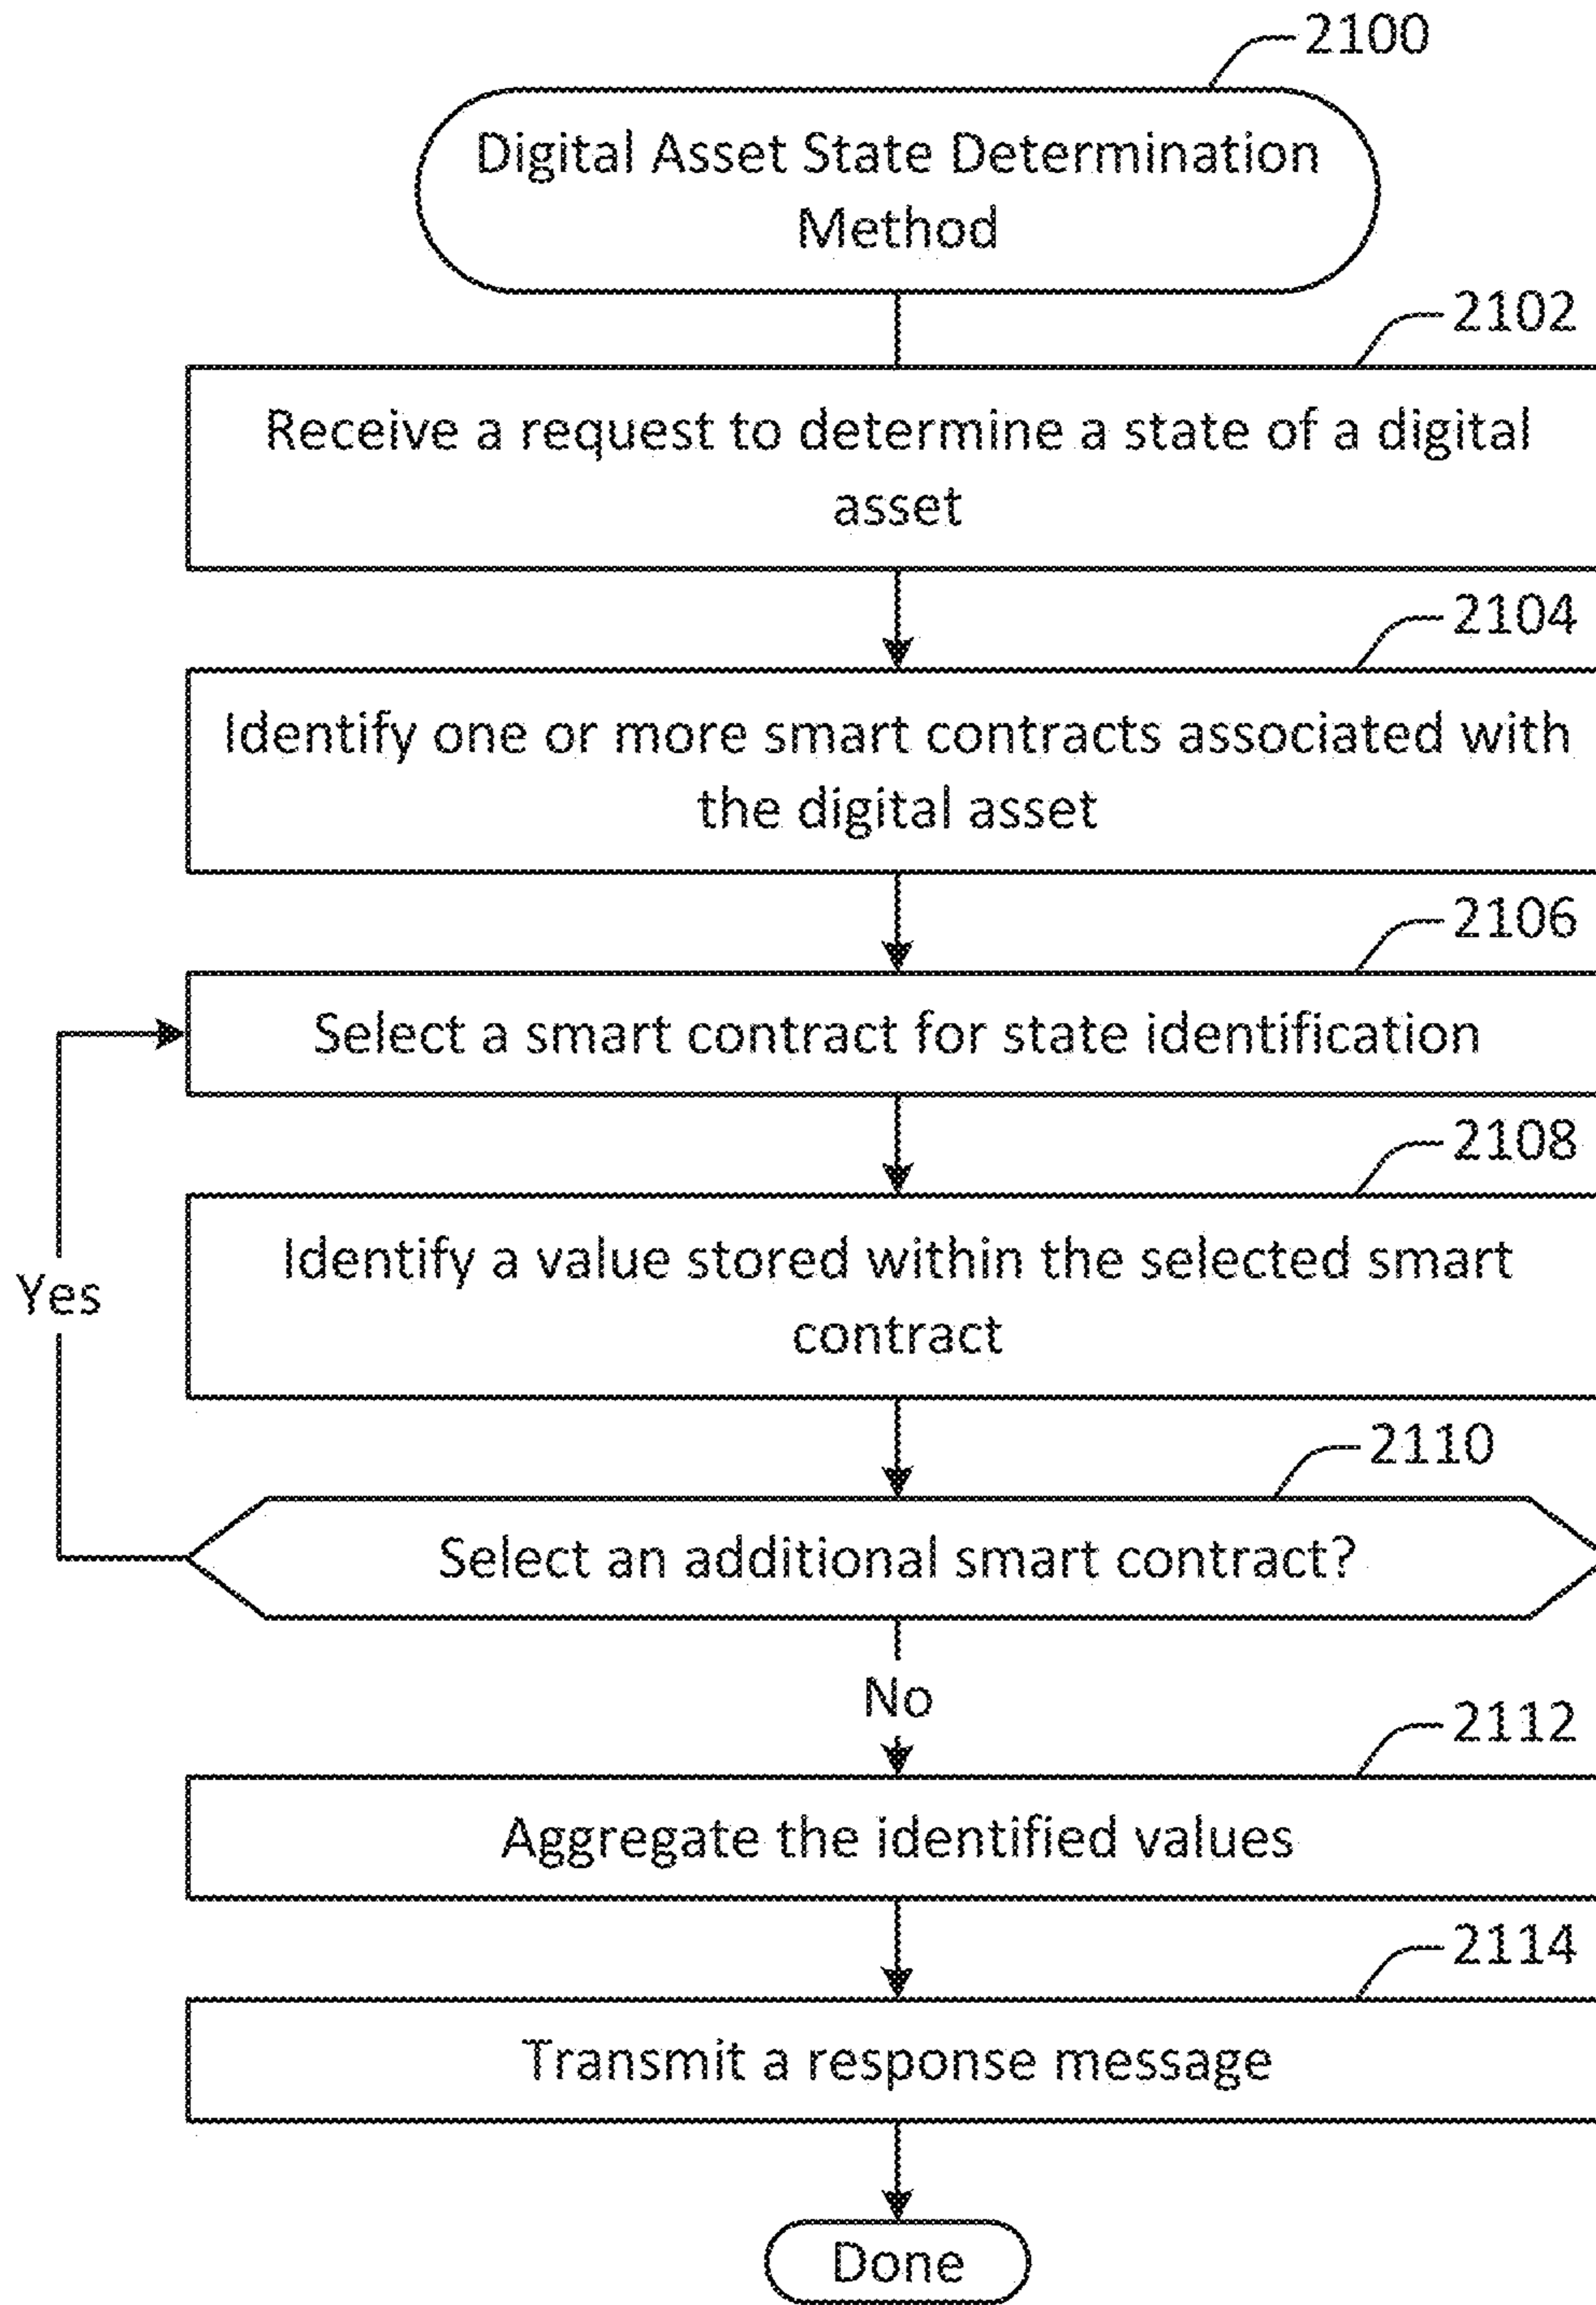 2100
Digital Asset State Determination
Method
2102
Receive a request to determine a state of a digital
asset
2104
Identify one or more smart contracts associated with
the digital asset
2106
Select a smart contract for state identification
2108
Identify a value stored within the selected smart
contract
Yes
2110
Select an additional smart contract?
No
2112
Aggregate the identified values
2114
Transmit a response message
Done